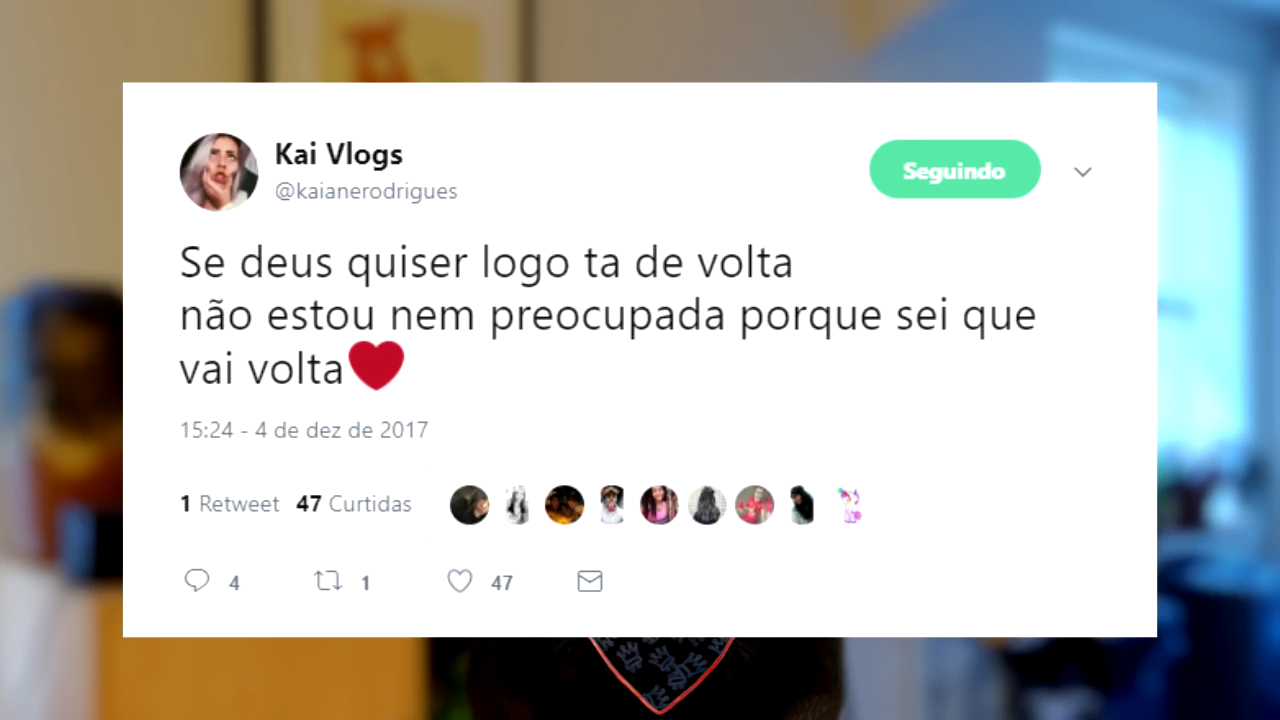 Kai Vlogs
@kaianerodrigues
Seguindo
Se deus quiser logo ta de volta
não estou nem preocupada porque sei que
vai volta❤
15:24 - 4 de dez de 2017
1 Retweet 47 Curtidas
4 1 47